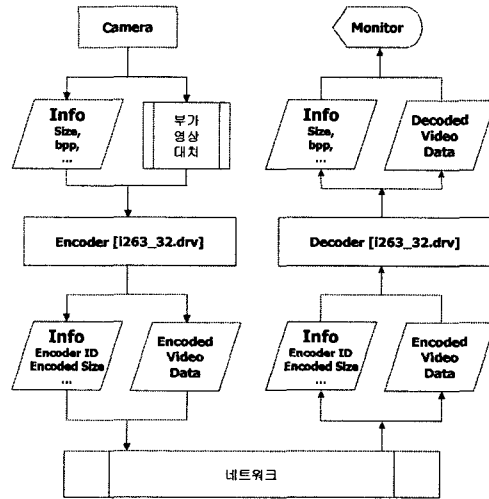 Camera
Monitor
Info
Size,
bpp,
...
부가
영상
대치
Info
Size,
bpp,
...
Decoded
Video
Data
Encoder [i263_32.drv]
Decoder [i263_32.drv]
Info
Encoder ID
Encoded Size
...
Encoded
Video
Data
Info
Encoder ID
Encoded Size
...
Encoded
Video
Data
네트워크